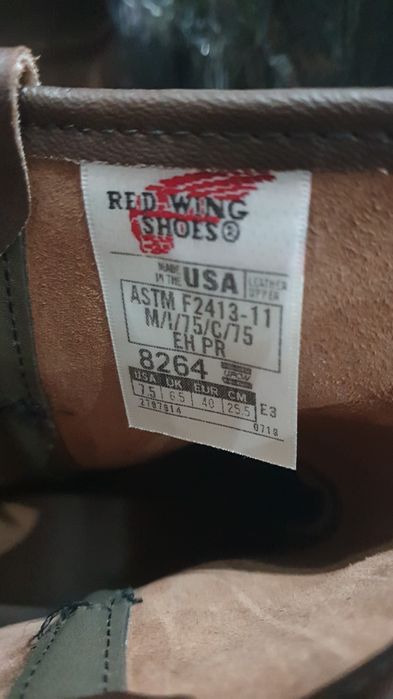 RED WING
SHOES®
MADE IN THE USA LEATHER UPPER
ASTM F2413-11
M/I/75/C/75
EH PR
8264
USA UK EUR CM
7.5 6.5 40 25.5 E3
0718